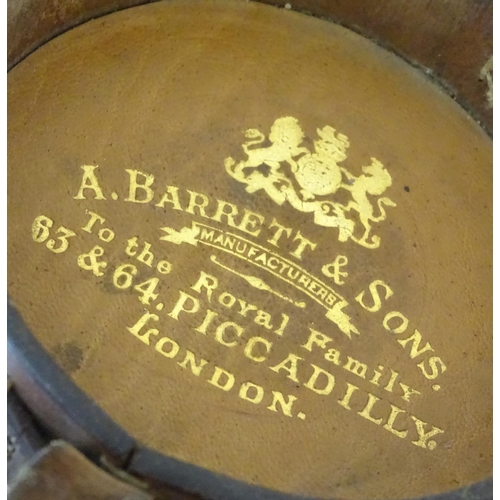 A. BARRETT & SONS.
MANUFACTURERS
To the Royal Family
63 & 64. PICCADILLY.
LONDON.